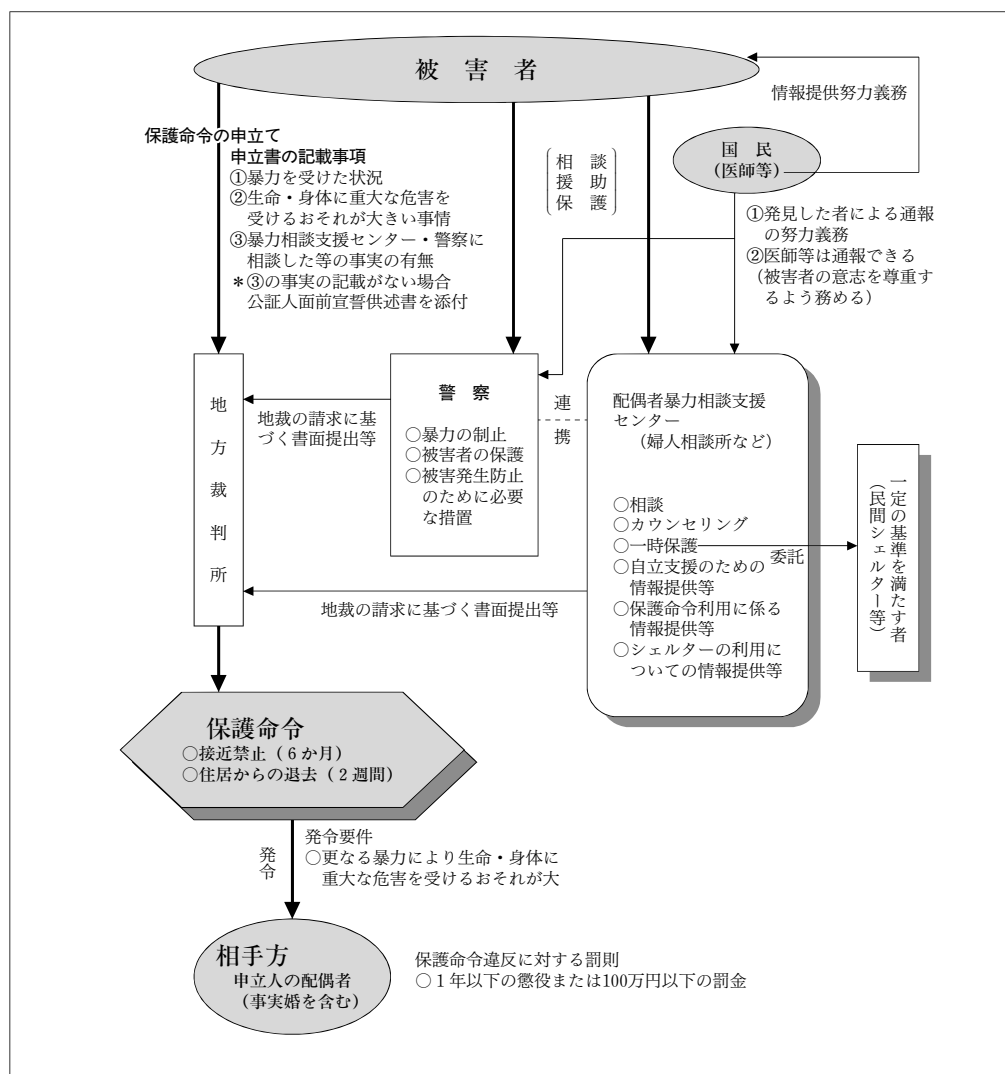 被害者
情報提供努力義務
保護命令の申立て
申立書の記載事項
①暴力を受けた状況
②生命・身体に重大な危害を
受けるおそれが大きい事情
③暴力相談支援センター・警察に
相談した等の事実の有無
＊③の事実の記載がない場合
公証人面前宣誓供述書を添付
相談
援助
保護
国民
(医師等)
①発見した者による通報
の努力義務
②医師等は通報できる
(被害者の意志を尊重す
るよう務める)
地方裁判所
地裁の請求に基
づく書面提出等
警察
○暴力の制止
○被害者の保護
○被害発生防止
のために必要
な措置
連携
配偶者暴力相談支援
センター
(婦人相談所など)
○相談
○カウンセリング
○一時保護
○自立支援のための
情報提供等
○保護命令利用に係る
情報提供等
○シェルターの利用に
ついての情報提供等
委託
一定の基準を満たす者
(民間シェルター等)
地裁の請求に基づく書面提出等
保護命令
○接近禁止(6か月)
○住居からの退去(2週間)
発令
発令要件
○更なる暴力により生命・身体に
重大な危害を受けるおそれが大
相手方
申立人の配偶者
(事実婚を含む)
保護命令違反に対する罰則
○1年以下の懲役または100万円以下の罰金